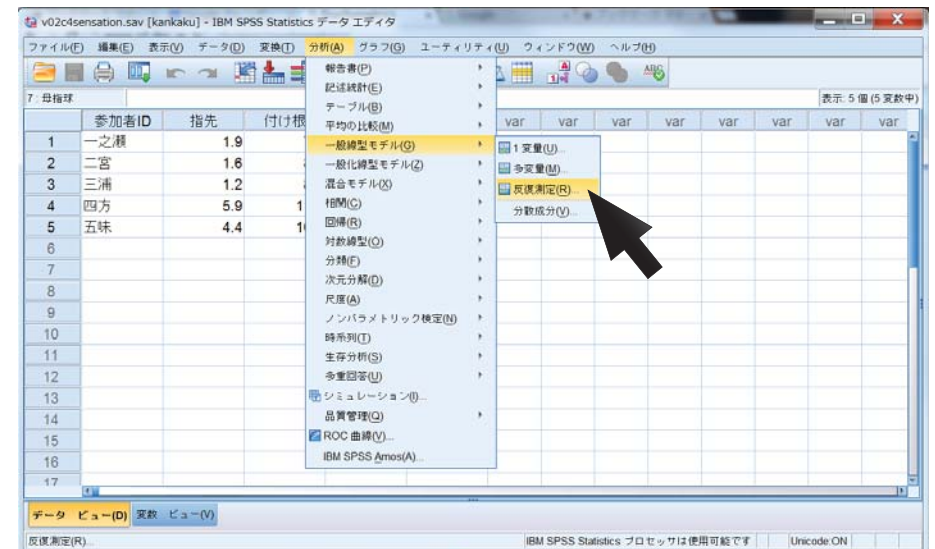 v02c4sensation.sav [kankaku] - IBM SPSS Statistics データ エディタ
ファイル(F) 編集(E) 表示(V) データ(D) 変換(T) 分析(A) グラフ(G) ユーティリティ(U) ウィンドウ(W) ヘルプ(H)
7 : 母指球
表示: 5 個 (5 変数中)
参加者ID 指先 付け根 var var var var var var var
1 一之瀬 1.9
2 二宮 1.6
3 三浦 1.2
4 四方 5.9 1
5 五味 4.4 1
6
7
8
9
10
11
12
13
14
15
16
17
報告書(P)
記述統計(E)
テーブル(B)
平均の比較(M)
一般線型モデル(G)
一般化線型モデル(Z)
混合モデル(X)
相関(C)
回帰(R)
対数線型(O)
分類(F)
次元分解(D)
尺度(A)
ノンパラメトリック検定(N)
時系列(T)
生存分析(S)
多重回答(U)
シミュレーション(I)...
品質管理(Q)
ROC 曲線(V)...
IBM SPSS Amos(A)...
1 変量(U)...
多変量(M)...
反復測定(R)...
分散成分(V)...
データ ビュー(D) 変数 ビュー(V)
反復測定(R)... IBM SPSS Statistics プロセッサは使用可能です Unicode:ON